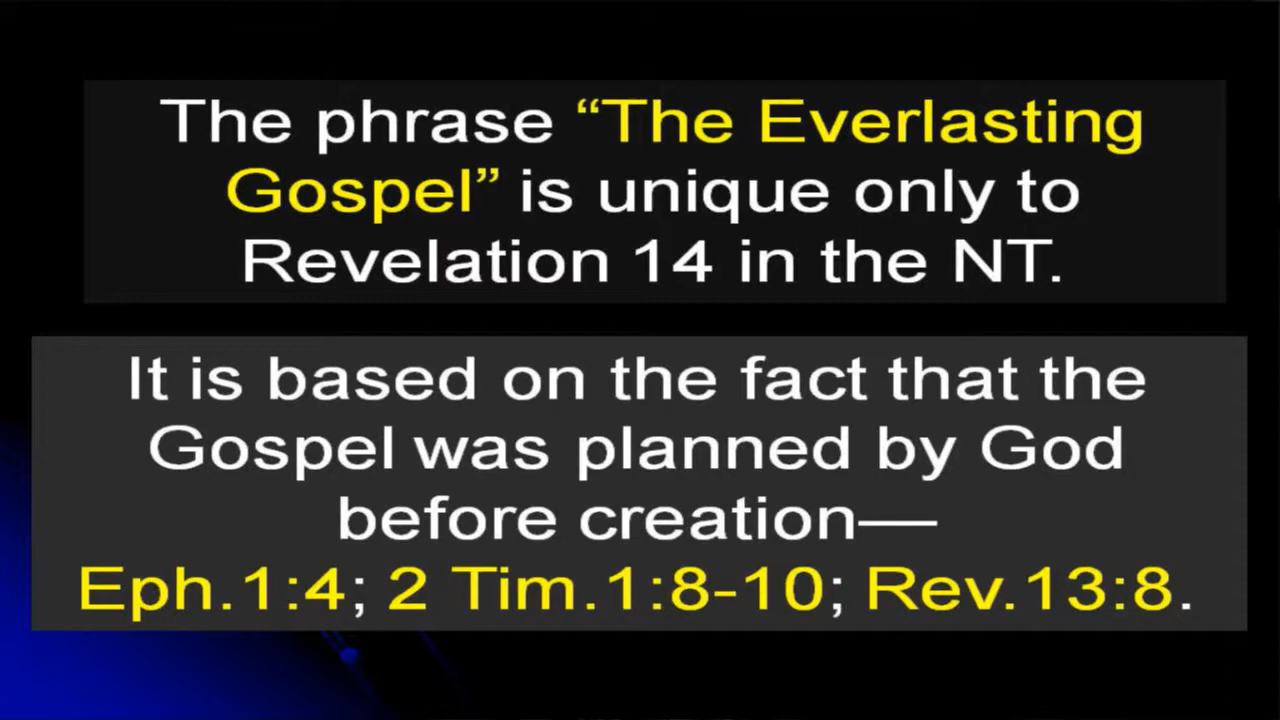 The phrase “The Everlasting
Gospel” is unique only to
Revelation 14 in the NT.
It is based on the fact that the
Gospel was planned by God
before creation—
Eph.1:4; 2 Tim.1:8-10; Rev.13:8.